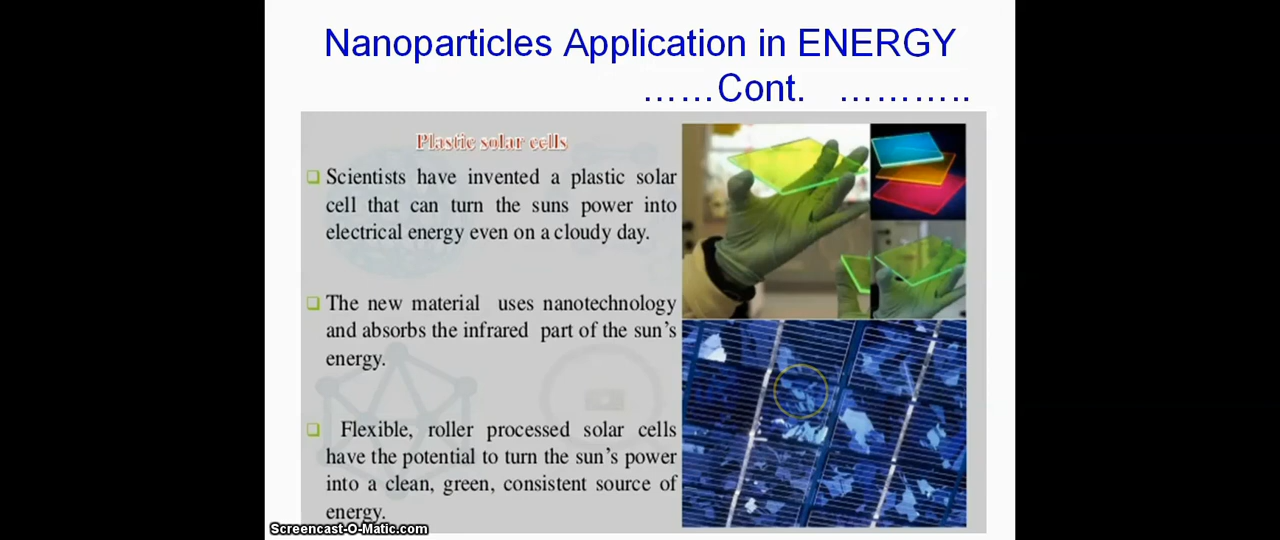 Nanoparticles Application in ENERGY
……Cont. ………..
Plastic solar cells
Scientists have invented a plastic solar
cell that can turn the suns power into
electrical energy even on a cloudy day.
The new material uses nanotechnology
and absorbs the infrared part of the sun’s
energy.
Flexible, roller processed solar cells
have the potential to turn the sun’s power
into a clean, green, consistent source of
energy.
Screencast-O-Matic.com